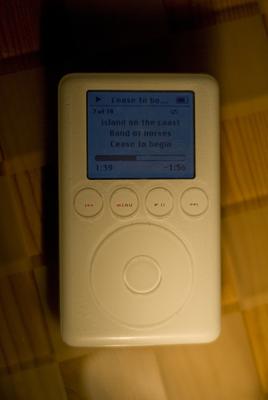 Cease to be...
7 of 10
Island on the coast
Band of horses
Cease to begin
1:39 -1:56
MENU